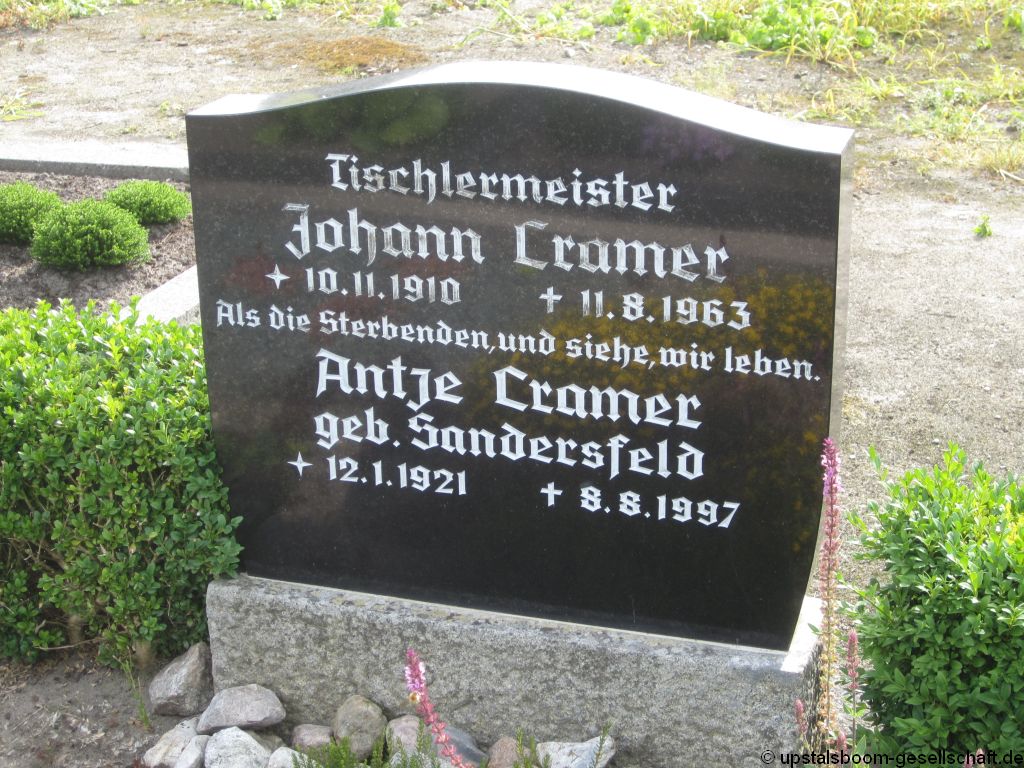 Tischlermeister
Johann Cramer
✧ 10.11.1910 + 11.8.1963
Als die Sterbenden, und siehe, wir leben.
Antje Cramer
geb. Sandersfeld
✧ 12.1.1921 + 8.8.1997
© upstalsboom-gesellschaft.de